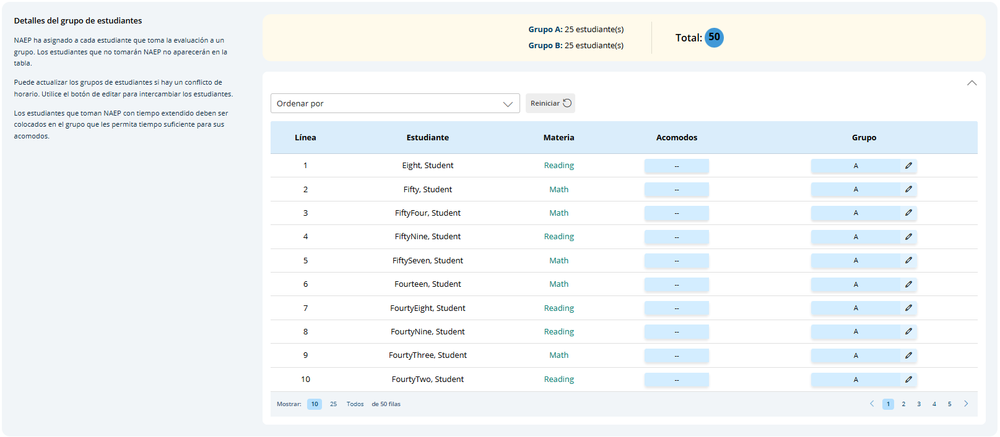 Detalles del grupo de estudiantes
NAEP ha asignado a cada estudiante que toma la evaluación a un
grupo. Los estudiantes que no tomarán NAEP no aparecerán en la
tabla.
Puede actualizar los grupos de estudiantes si hay un conflicto de
horario. Utilice el botón de editar para intercambiar los estudiantes.
Los estudiantes que toman NAEP con tiempo extendido deben ser
colocados en el grupo que les permita tiempo suficiente para sus
acomodos.
Grupo A: 25 estudiante(s)
Grupo B: 25 estudiante(s)
Total: 50
Ordenar por
Reiniciar
Línea Estudiante Materia Acomodos Grupo
1 Eight, Student Reading -- A
2 Fifty, Student Math -- A
3 FiftyFour, Student Math -- A
4 FiftyNine, Student Reading -- A
5 FiftySeven, Student Math -- A
6 Fourteen, Student Math -- A
7 FourtyEight, Student Reading -- A
8 FourtyNine, Student Reading -- A
9 FourtyThree, Student Math -- A
10 FourtyTwo, Student Reading -- A
Mostrar: 10 25 Todos de 50 filas 1 2 3 4 5